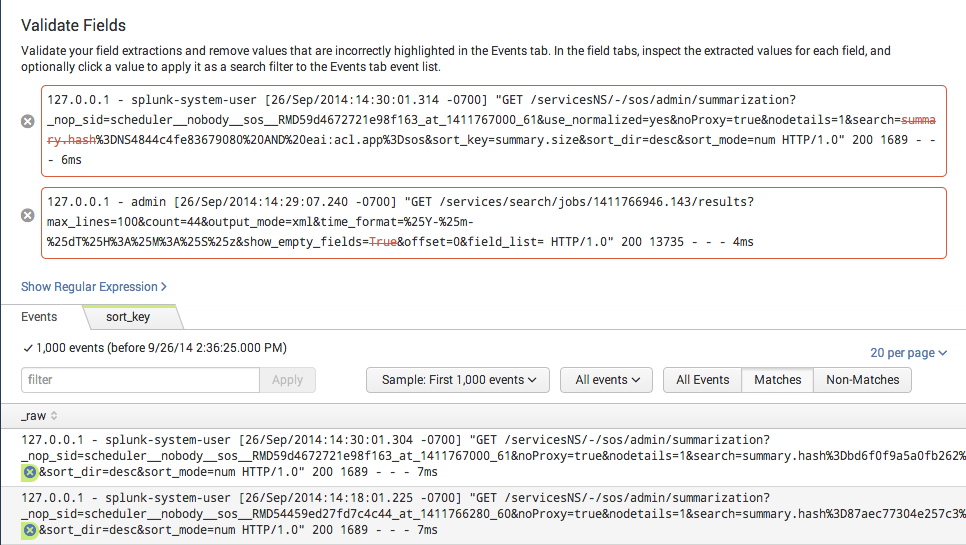 Validate Fields
Validate your field extractions and remove values that are incorrectly highlighted in the Events tab. In the field tabs, inspect the extracted values for each field, and
optionally click a value to apply it as a search filter to the Events tab event list.
127.0.0.1 - splunk-system-user [26/Sep/2014:14:30:01.314 -0700] "GET /servicesNS/-/sos/admin/summarization?
_nop_sid=scheduler__nobody__sos__RMD59d4672721e98f163_at_1411767000_61&use_normalized=yes&noProxy=true&nodetails=1&search=summa
ry.hash%3DNS4844c4fe83679080%20AND%20eai:acl.app%3Dsos&sort_key=summary.size&sort_dir=desc&sort_mode=num HTTP/1.0" 200 1689 - -
- 6ms
127.0.0.1 - admin [26/Sep/2014:14:29:07.240 -0700] "GET /services/search/jobs/1411766946.143/results?
max_lines=100&count=44&output_mode=xml&time_format=%25Y-%25m-
%25dT%25H%3A%25M%3A%25S%25z&show_empty_fields=True&offset=0&field_list= HTTP/1.0" 200 13735 - - - 4ms
Show Regular Expression >
Events
sort_key
✓ 1,000 events (before 9/26/14 2:36:25.000 PM)
20 per page
filter
Apply
Sample: First 1,000 events
All events
All Events
Matches
Non-Matches
_raw
127.0.0.1 - splunk-system-user [26/Sep/2014:14:30:01.304 -0700] "GET /servicesNS/-/sos/admin/summarization?
_nop_sid=scheduler__nobody__sos__RMD59d4672721e98f163_at_1411767000_61&noProxy=true&nodetails=1&search=summary.hash%3Dbd6f0f9a5a0fb262%
&sort_dir=desc&sort_mode=num HTTP/1.0" 200 1689 - - - 7ms
127.0.0.1 - splunk-system-user [26/Sep/2014:14:18:01.225 -0700] "GET /servicesNS/-/sos/admin/summarization?
_nop_sid=scheduler__nobody__sos__RMD54459ed27fd7c4c44_at_1411766280_60&noProxy=true&nodetails=1&search=summary.hash%3D87aec77304e257c3%
&sort_dir=desc&sort_mode=num HTTP/1.0" 200 1689 - - - 7ms